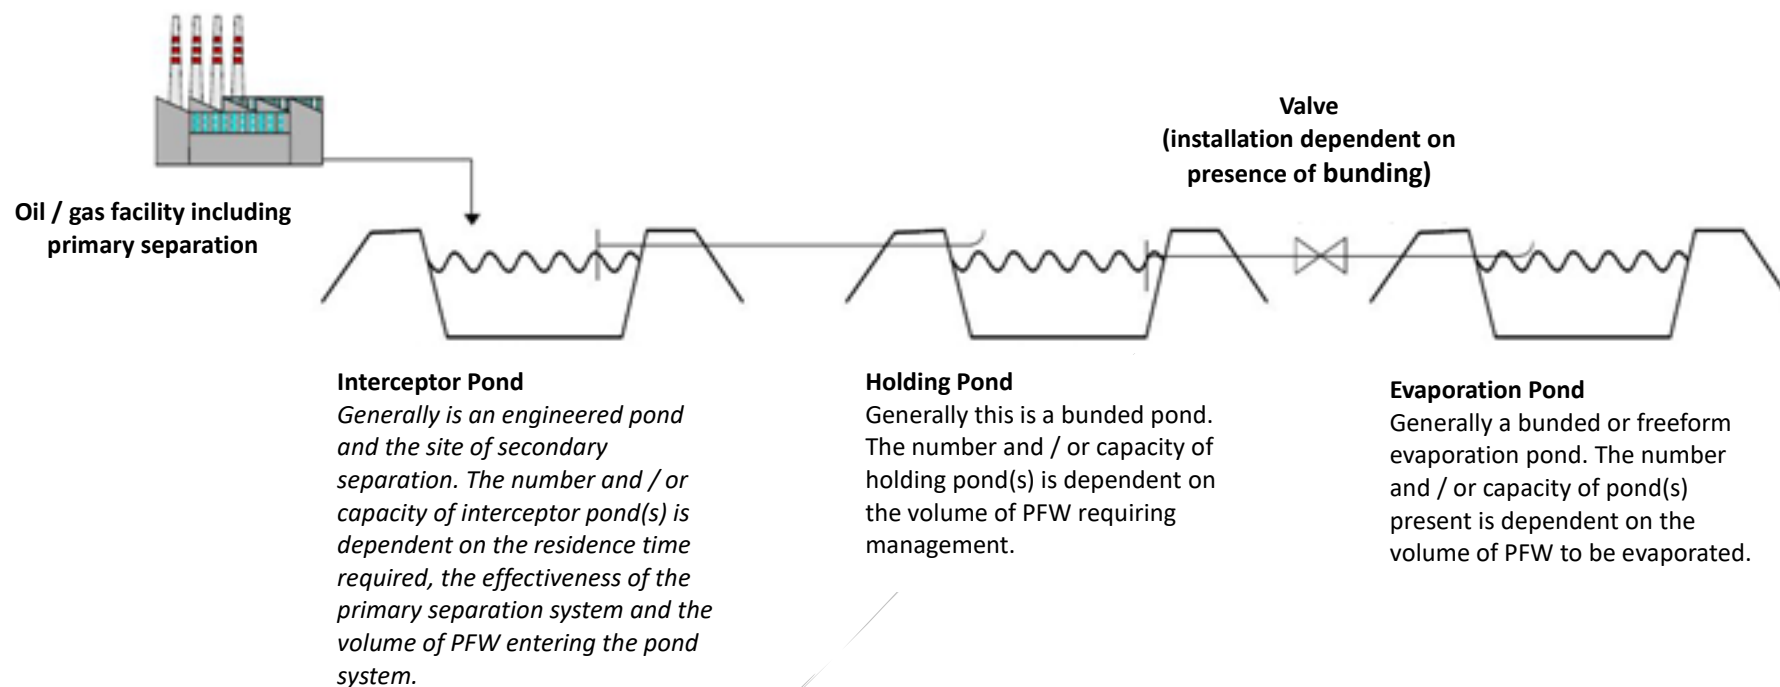 Valve
(installation dependent on
presence of bunding)
Oil / gas facility including
primary separation
Interceptor Pond
Generally is an engineered pond
and the site of secondary
separation. The number and / or
capacity of interceptor pond(s) is
dependent on the residence time
required, the effectiveness of the
primary separation system and the
volume of PFW entering the pond
system.
Holding Pond
Generally this is a bunded pond.
The number and / or capacity of
holding pond(s) is dependent on
the volume of PFW requiring
management.
Evaporation Pond
Generally a bunded or freeform
evaporation pond. The number
and / or capacity of pond(s)
present is dependent on the
volume of PFW to be evaporated.